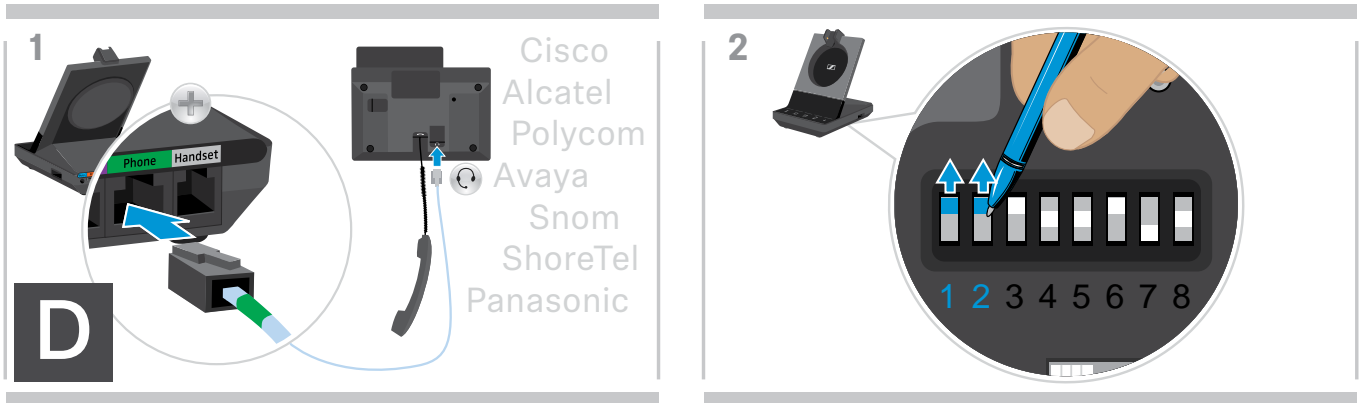 1
Cisco
Alcatel
Polycom
Avaya
Snom
ShoreTel
Panasonic
Phone
Handset
D
2
1 2 3 4 5 6 7 8